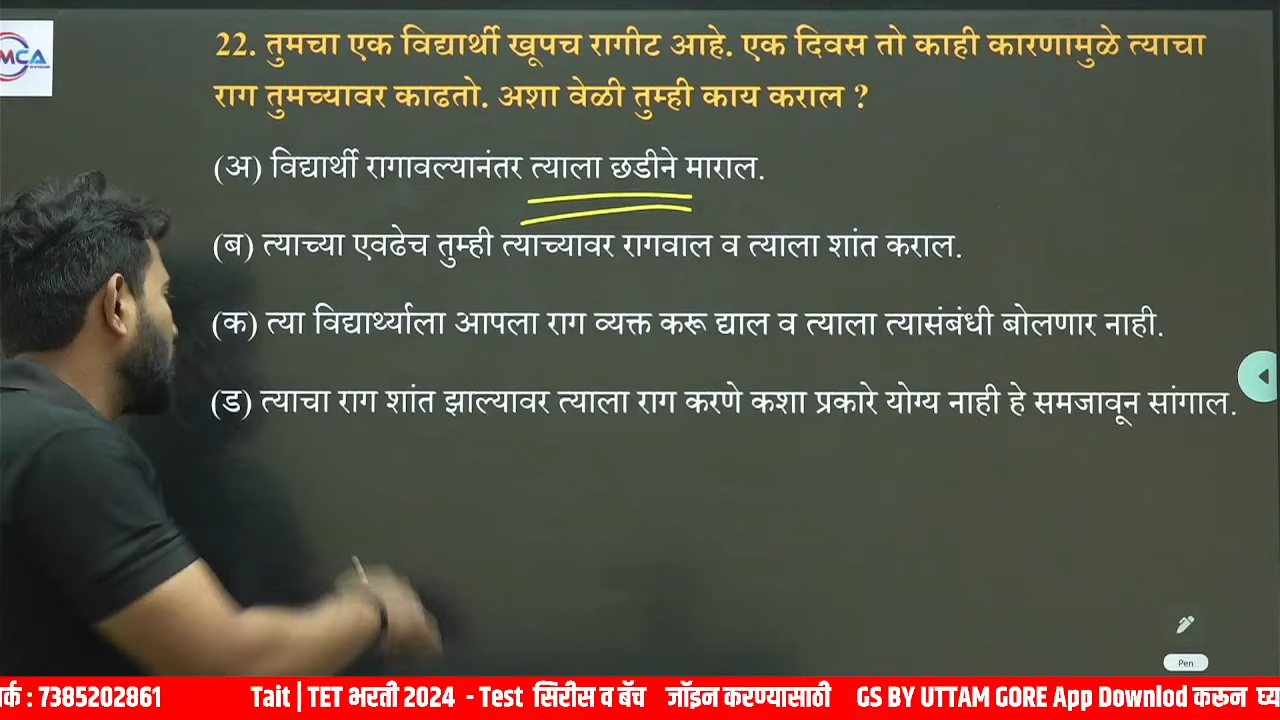 MCA
22. तुमचा एक विद्यार्थी खूपच रागीट आहे. एक दिवस तो काही कारणामुळे त्याचा
राग तुमच्यावर काढतो. अशा वेळी तुम्ही काय कराल ?
(अ) विद्यार्थी रागावल्यानंतर त्याला छडीने माराल.
(ब) त्याच्या एवढेच तुम्ही त्याच्यावर रागवाल व त्याला शांत कराल.
(क) त्या विद्यार्थ्याला आपला राग व्यक्त करू द्याल व त्याला त्यासंबंधी बोलणार नाही.
(ड) त्याचा राग शांत झाल्यावर त्याला राग करणे कशा प्रकारे योग्य नाही हे समजावून सांगाल.
Pen
र्क : 7385202861 Tait | TET भरती 2024 - Test सिरीस व बॅच जॉइन करण्यासाठी GS BY UTTAM GORE App Downlod करून घ्य